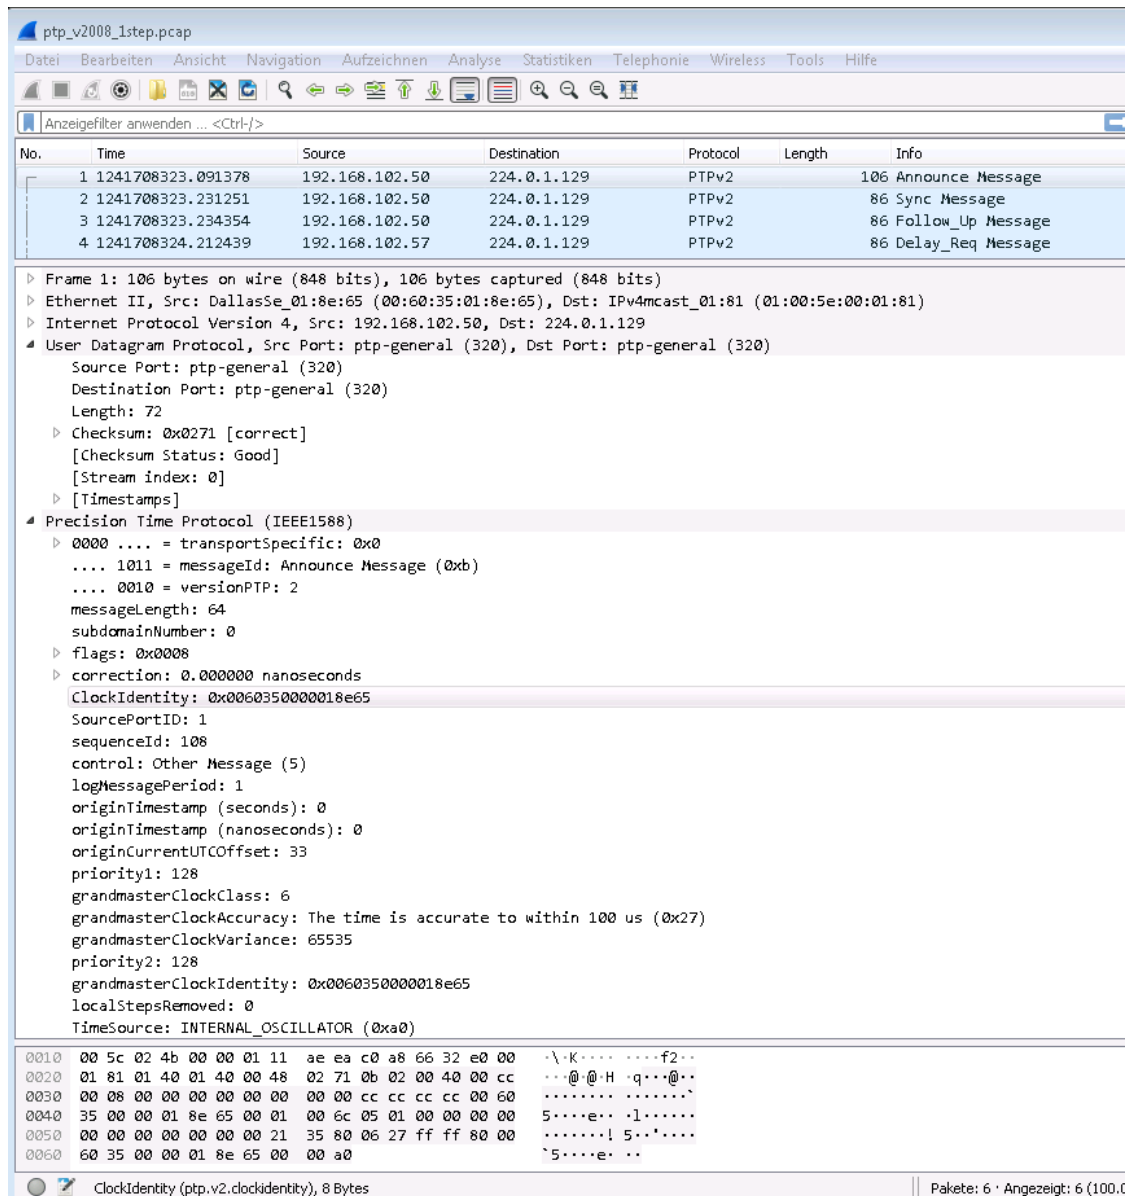 ptp_v2008_1step.pcap
Datei Bearbeiten Ansicht Navigation Aufzeichnen Analyse Statistiken Telephonie Wireless Tools Hilfe
Anzeigefilter anwenden ... <Ctrl-/>
No. Time Source Destination Protocol Length Info
1 1241708323.091378 192.168.102.50 224.0.1.129 PTPv2 106 Announce Message
2 1241708323.231251 192.168.102.50 224.0.1.129 PTPv2 86 Sync Message
3 1241708323.234354 192.168.102.50 224.0.1.129 PTPv2 86 Follow_Up Message
4 1241708324.212439 192.168.102.57 224.0.1.129 PTPv2 86 Delay_Req Message
Frame 1: 106 bytes on wire (848 bits), 106 bytes captured (848 bits)
Ethernet II, Src: DallasSe_01:8e:65 (00:60:35:01:8e:65), Dst: IPv4mcast_01:81 (01:00:5e:00:01:81)
Internet Protocol Version 4, Src: 192.168.102.50, Dst: 224.0.1.129
User Datagram Protocol, Src Port: ptp-general (320), Dst Port: ptp-general (320)
Source Port: ptp-general (320)
Destination Port: ptp-general (320)
Length: 72
Checksum: 0x0271 [correct]
[Checksum Status: Good]
[Stream index: 0]
[Timestamps]
Precision Time Protocol (IEEE1588)
0000 .... = transportSpecific: 0x0
.... 1011 = messageId: Announce Message (0xb)
.... 0010 = versionPTP: 2
messageLength: 64
subdomainNumber: 0
flags: 0x0008
correction: 0.000000 nanoseconds
ClockIdentity: 0x0060350000018e65
SourcePortID: 1
sequenceId: 108
control: Other Message (5)
logMessagePeriod: 1
originTimestamp (seconds): 0
originTimestamp (nanoseconds): 0
originCurrentUTCOffset: 33
priority1: 128
grandmasterClockClass: 6
grandmasterClockAccuracy: The time is accurate to within 100 us (0x27)
grandmasterClockVariance: 65535
priority2: 128
grandmasterClockIdentity: 0x0060350000018e65
localStepsRemoved: 0
TimeSource: INTERNAL_OSCILLATOR (0xa0)
0010 00 5c 02 4b 00 00 01 11 ae ea c0 a8 66 32 e0 00 ·\·K···· ····f2··
0020 01 81 01 40 01 40 00 48 02 71 0b 02 00 40 00 cc ···@·@·H ·q···@··
0030 00 08 00 00 00 00 00 00 00 00 cc cc cc cc 00 60 ········ ·······`
0040 35 00 00 01 8e 65 00 01 00 6c 05 01 00 00 00 00 5····e·· ·l······
0050 00 00 00 00 00 00 00 21 35 80 06 27 ff ff 80 00 ·······! 5··'····
0060 60 35 00 00 01 8e 65 00 00 a0 `5····e· ··
ClockIdentity (ptp.v2.clockidentity), 8 Bytes Pakete: 6 · Angezeigt: 6 (100.0